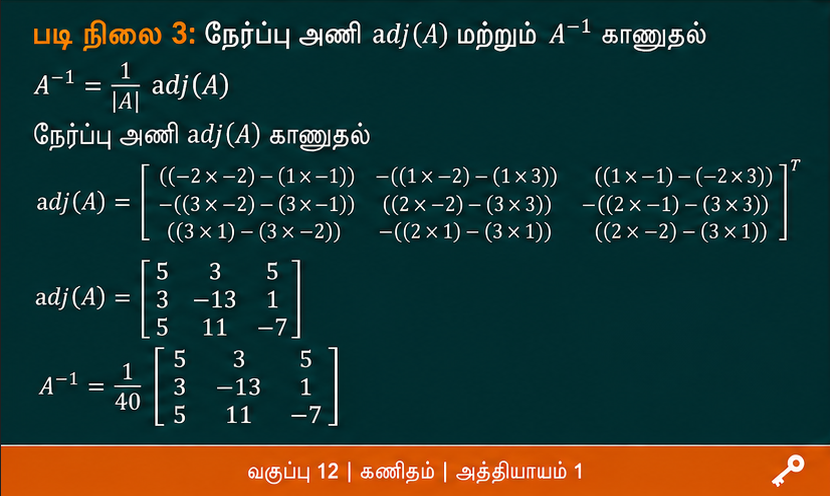 படி நிலை 3: நேர்ப்பு அணி adj(A) மற்றும் A⁻¹ காணுதல்
A⁻¹ = 1/|A| adj(A)
நேர்ப்பு அணி adj(A) காணுதல்
adj(A) = [ ((−2 × −2) − (1 × −1)) −((1 × −2) − (1 × 3)) ((1 × −1) − (−2 × 3))
−((3 × −2) − (3 × −1)) ((2 × −2) − (3 × 3)) −((2 × −1) − (3 × 3))
((3 × 1) − (3 × −2)) −((2 × 1) − (3 × 1)) ((2 × −2) − (3 × 1)) ]ᵀ
adj(A) = [ 5 3 5
3 −13 1
5 11 −7 ]
A⁻¹ = 1/40 [ 5 3 5
3 −13 1
5 11 −7 ]
வகுப்பு 12 | கணிதம் | அத்தியாயம் 1